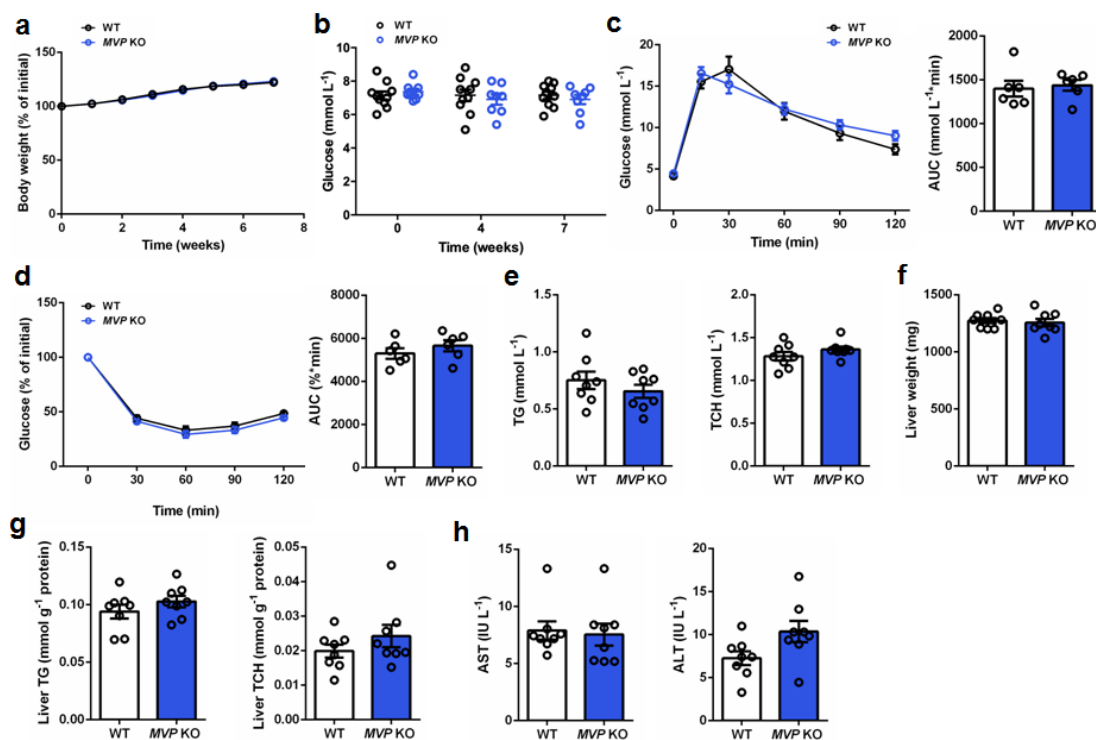 a
WT
MVP KO
Body weight (% of initial)
150
100
50
0
0 2 4 6 8
Time (weeks)
b
WT
MVP KO
Glucose (mmol L-1)
10
8
6
4
2
0
0 4 7
Time (weeks)
c
WT
MVP KO
Glucose (mmol L-1)
20
15
10
5
0
0 30 60 90 120
Time (min)
AUC (mmol L-1*min)
2000
1500
1000
500
0
WT MVP KO
d
WT
MVP KO
Glucose (% of initial)
150
100
50
0
0 30 60 90 120
Time (min)
AUC (%*min)
8000
6000
4000
2000
0
WT MVP KO
e
TG (mmol L-1)
1.5
1.0
0.5
0.0
WT MVP KO
TCH (mmol L-1)
2.0
1.5
1.0
0.5
0.0
WT MVP KO
f
Liver weight (mg)
1500
1000
500
0
WT MVP KO
g
Liver TG (mmol g-1 protein)
0.15
0.10
0.05
0.00
WT MVP KO
Liver TCH (mmol g-1 protein)
0.05
0.04
0.03
0.02
0.01
0.00
WT MVP KO
h
AST (IU L-1)
15
10
5
0
WT MVP KO
ALT (IU L-1)
20
15
10
5
0
WT MVP KO